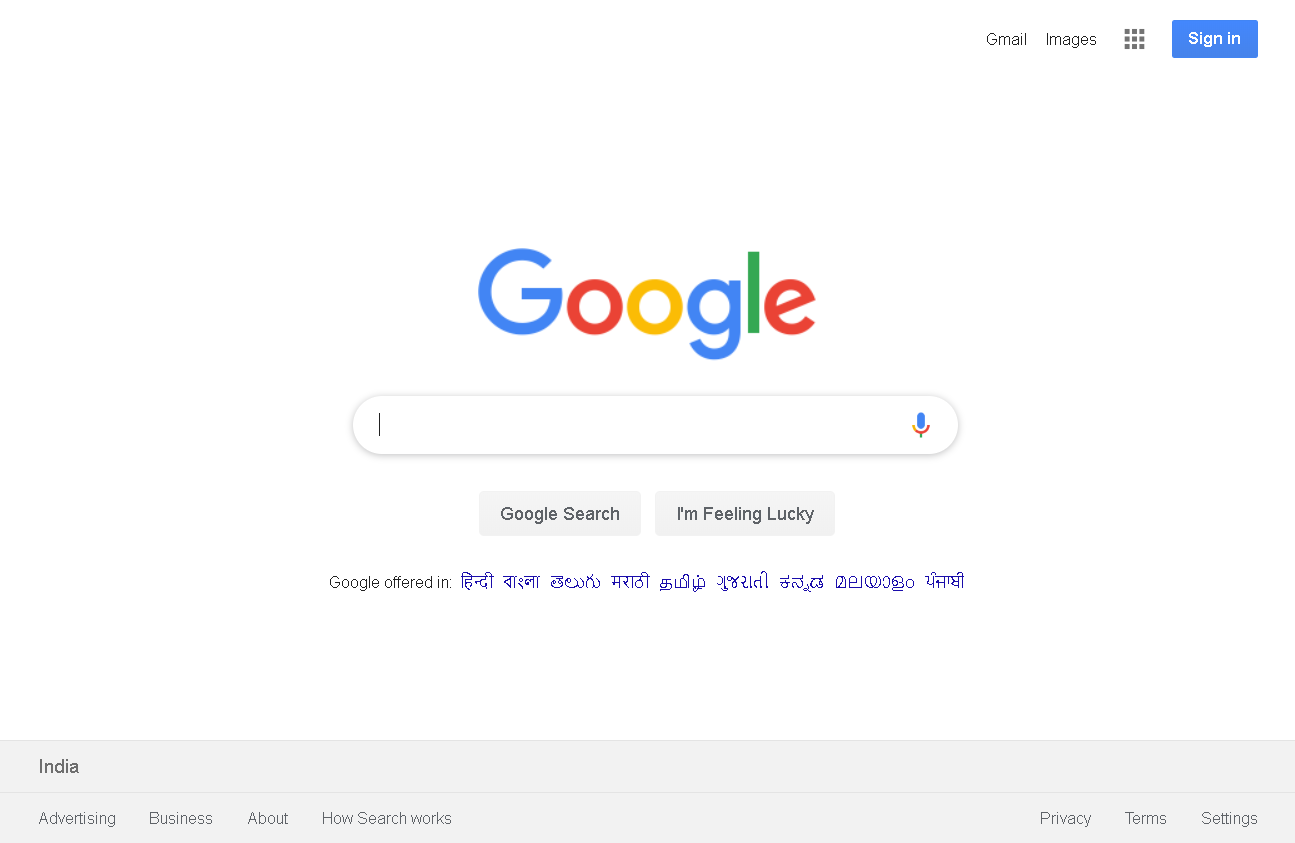 Gmail Images Sign in
Google
Google Search I'm Feeling Lucky
Google offered in: हिन्दी বাংলা తెలుగు मराठी தமிழ் ગુજરાતી ಕನ್ನಡ മലയാളം ਪੰਜਾਬੀ
India
Advertising Business About How Search works Privacy Terms Settings